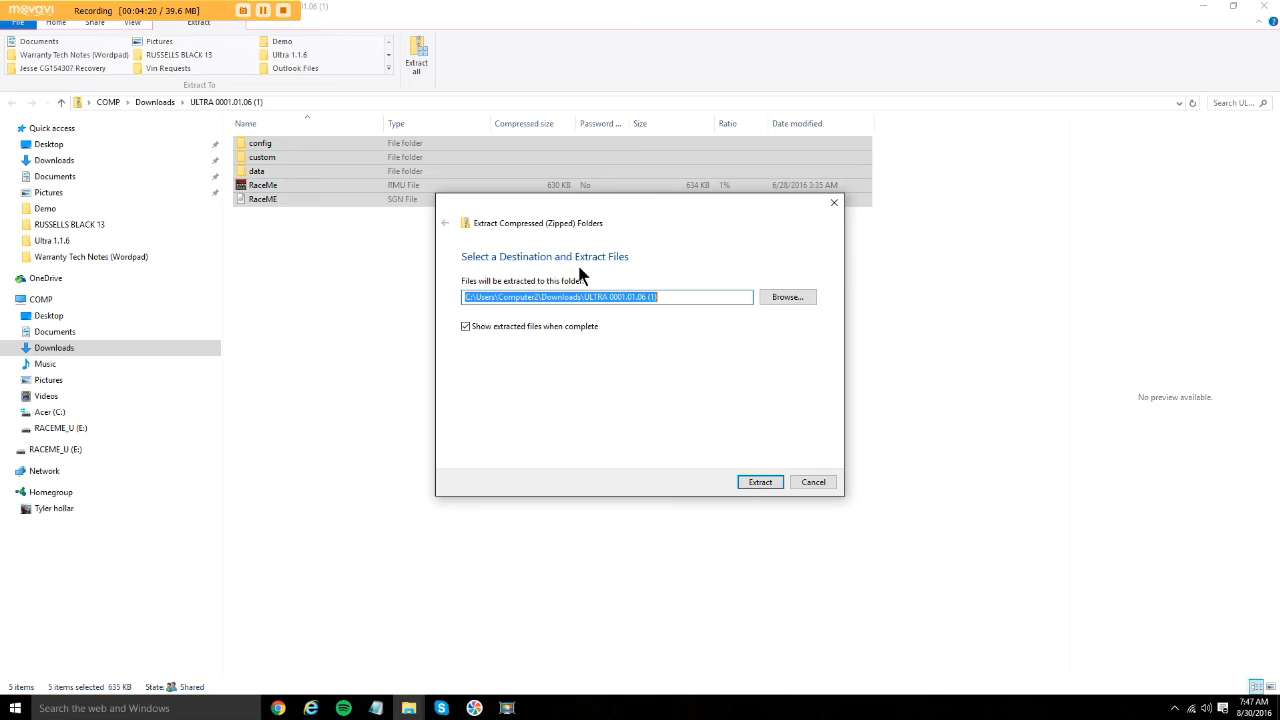 movavi
Recording [00:04:20 / 39.6 MB]
01.06 (1)
File Home Share View Extract
Documents Pictures Demo
Warranty Tech Notes (Wordpad) RUSSELLS BLACK 13 Ultra 1.1.6
Jesse CG154307 Recovery Vin Requests Outlook Files
Extract all
Extract To
COMP Downloads ULTRA 0001.01.06 (1)
Search UL...
Name Type Compressed size Password ... Size Ratio Date modified
config File folder
custom File folder
data File folder
RaceMe RMU File 630 KB No 634 KB 1% 6/28/2016 3:35 AM
RaceME SGN File
Quick access
Desktop
Downloads
Documents
Pictures
Demo
RUSSELLS BLACK 13
Ultra 1.1.6
Warranty Tech Notes (Wordpad)
OneDrive
COMP
Desktop
Documents
Downloads
Music
Pictures
Videos
Acer (C:)
RACEME_U (E:)
RACEME_U (E:)
Network
Homegroup
Tyler hollar
Extract Compressed (Zipped) Folders
Select a Destination and Extract Files
Files will be extracted to this folder:
C:\Users\Computer2\Downloads\ULTRA 0001.01.06 (1)
Browse...
Show extracted files when complete
Extract Cancel
No preview available.
5 items 5 items selected 635 KB State: Shared
Search the web and Windows
7:47 AM
8/30/2016